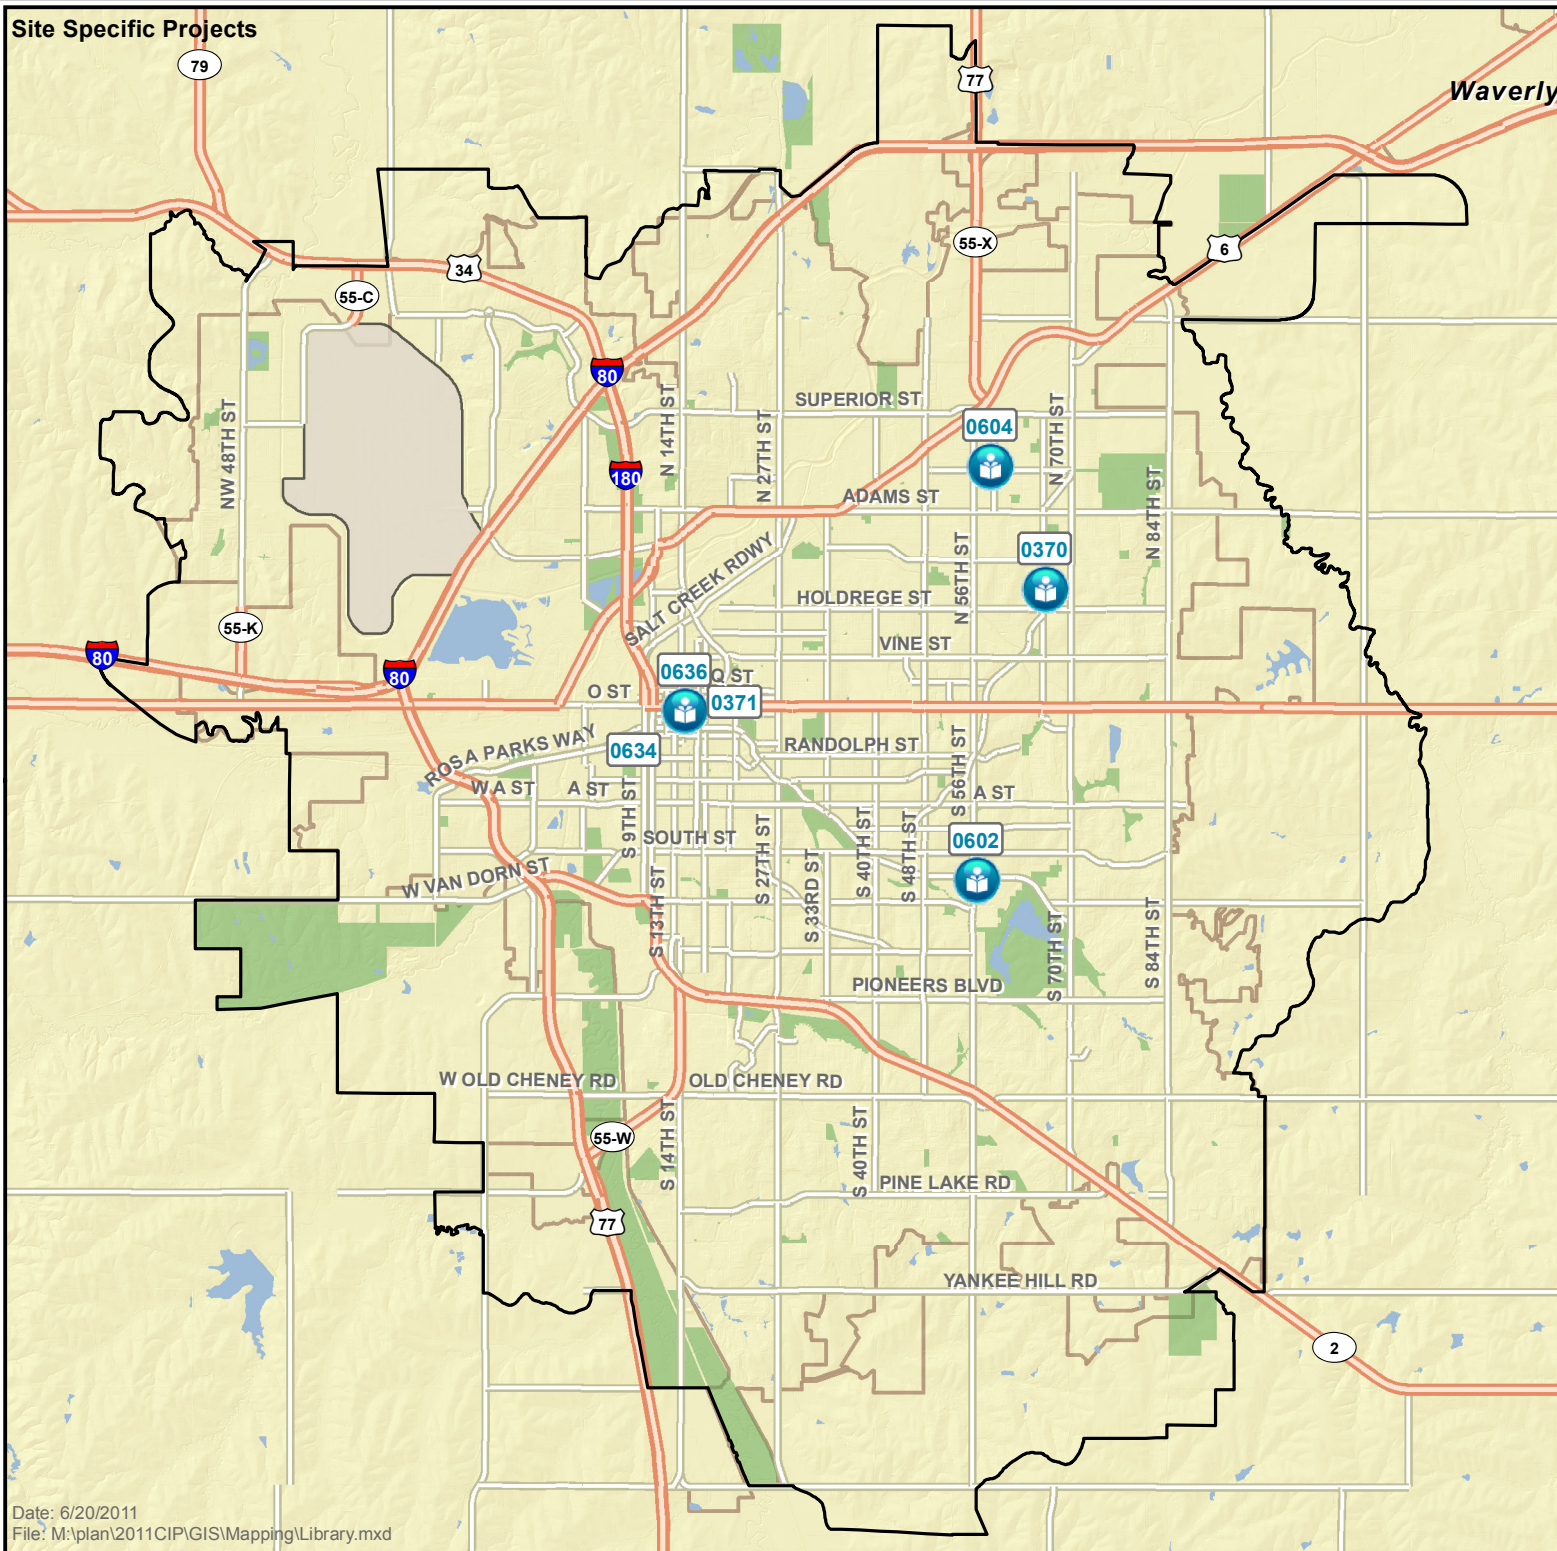 Site Specific Projects
79
77
Waverly
55-X
6
34
55-C
80
SUPERIOR ST
NW 48TH ST
N 14TH ST
N 27TH ST
N 70TH ST
0604
180
ADAMS ST
N 84TH ST
SALT CREEK RDWY
N 56TH ST
0370
HOLDREGE ST
55-K
VINE ST
80
80
0636
Q ST
O ST
0371
ROSA PARKS WAY
0634
RANDOLPH ST
W A ST
A ST
S 9TH ST
S 56TH ST
A ST
SOUTH ST
S 27TH ST
S 33RD ST
S 40TH ST
S 48TH ST
0602
W VAN DORN ST
S 13TH ST
S 70TH ST
S 84TH ST
PIONEERS BLVD
W OLD CHENEY RD
OLD CHENEY RD
55-W
S 14TH ST
S 40TH ST
PINE LAKE RD
77
YANKEE HILL RD
2
Date: 6/20/2011
File: M:\plan\2011CIP\GIS\Mapping\Library.mxd